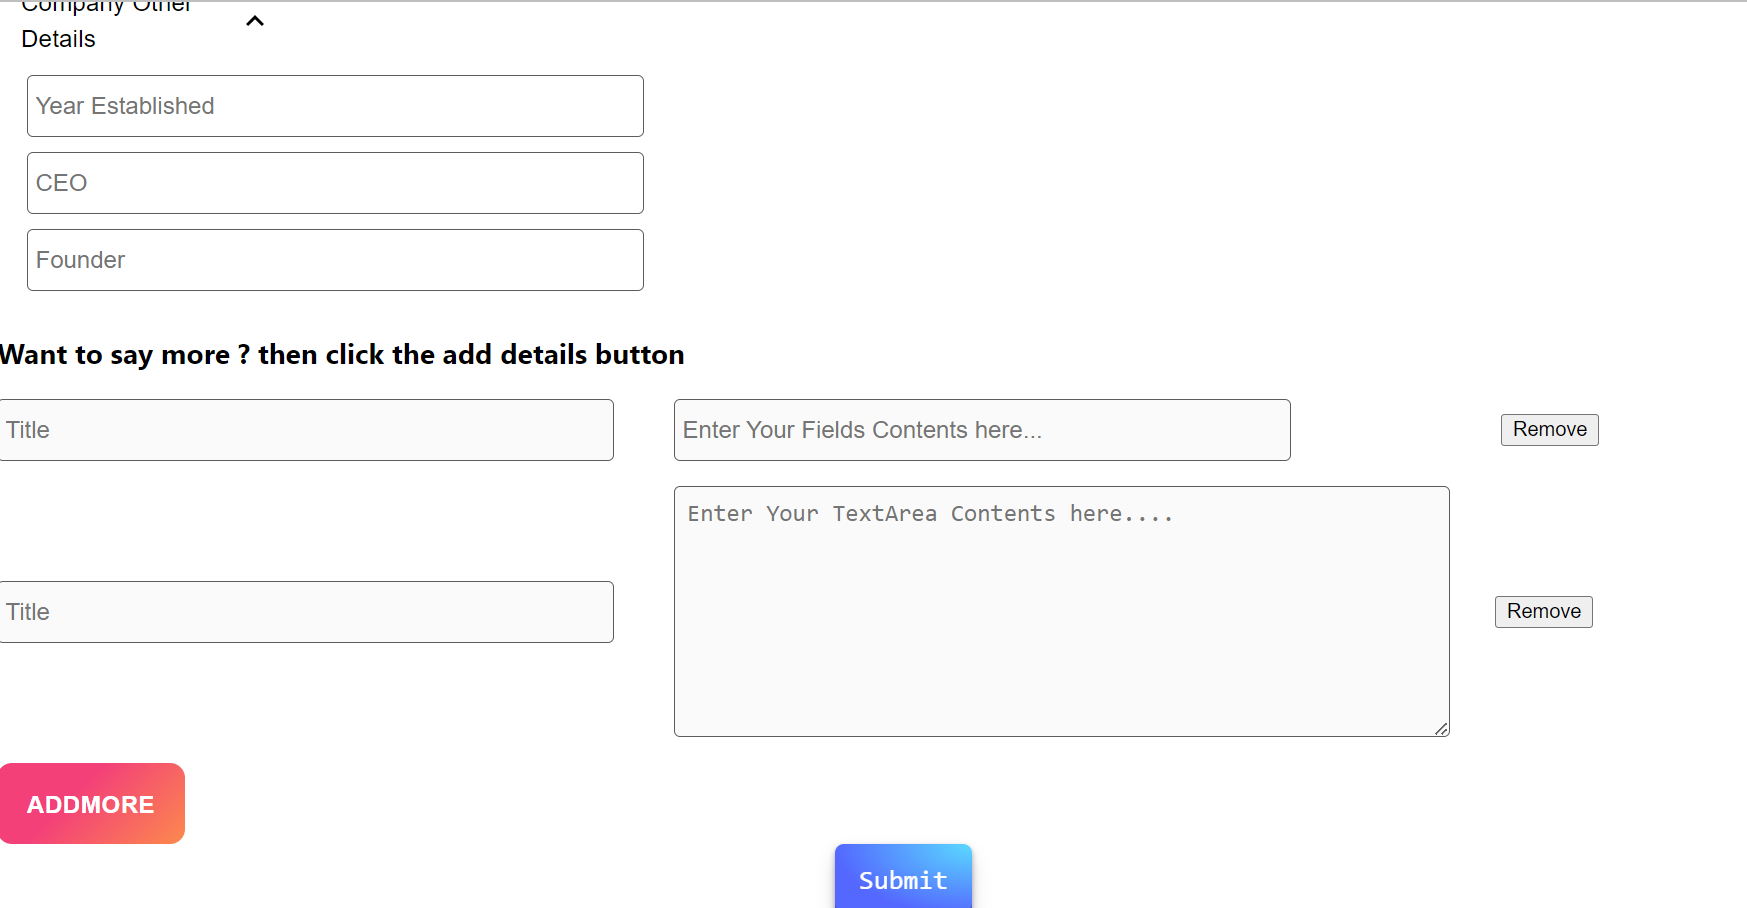 Company Other
Details
Year Established
CEO
Founder
Want to say more ? then click the add details button
Title
Enter Your Fields Contents here...
Remove
Enter Your TextArea Contents here....
Title
Remove
ADDMORE
Submit